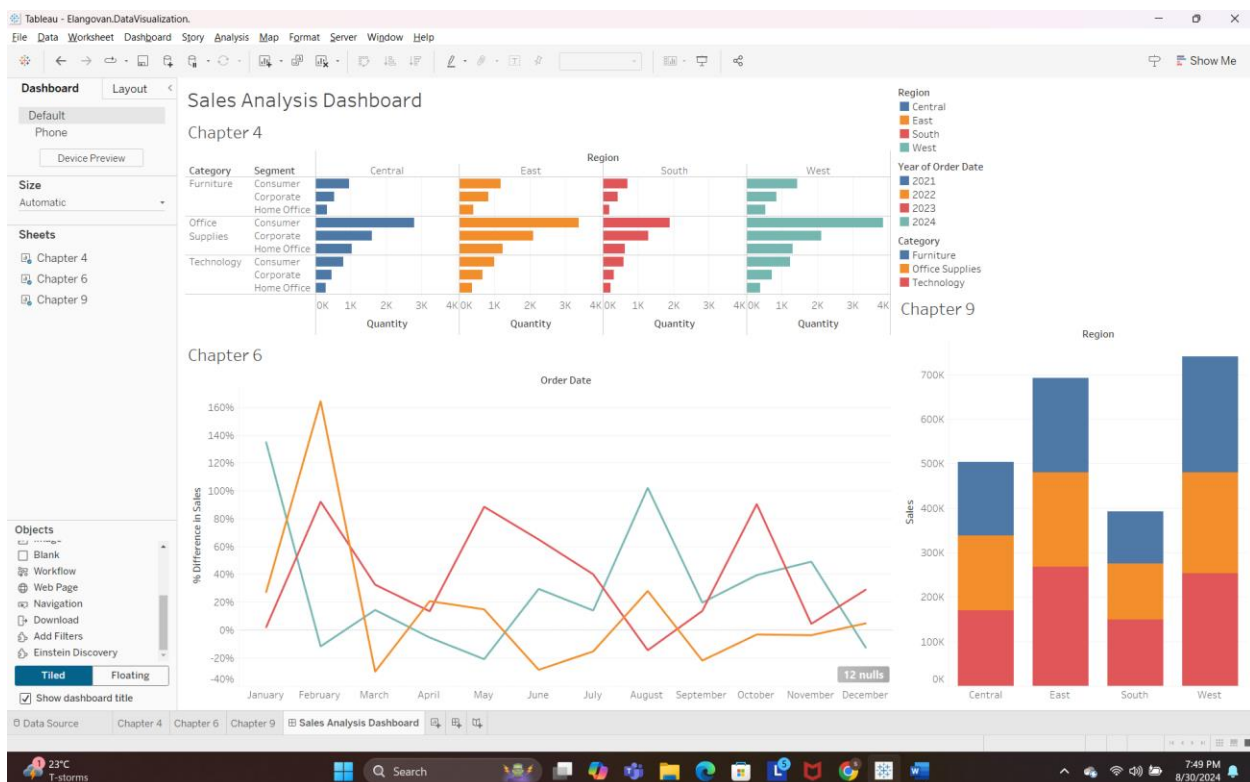 Tableau - Elangovan.DataVisualization.
File Data Worksheet Dashboard Story Analysis Map Format Server Window Help
Show Me
Dashboard Layout
Default
Phone
Device Preview
Size
Automatic
Sheets
Chapter 4
Chapter 6
Chapter 9
Objects
Blank
Workflow
Web Page
Navigation
Download
Add Filters
Einstein Discovery
Tiled Floating
Show dashboard title
Sales Analysis Dashboard
Chapter 4
Region
Category Segment Central East South West
Furniture Consumer
Corporate
Home Office
Office Consumer
Supplies Corporate
Home Office
Technology Consumer
Corporate
Home Office
0K 1K 2K 3K 4K 0K 1K 2K 3K 4K 0K 1K 2K 3K 4K 0K 1K 2K 3K 4K
Quantity Quantity Quantity Quantity
Region
Central
East
South
West
Year of Order Date
2021
2022
2023
2024
Category
Furniture
Office Supplies
Technology
Chapter 6
Order Date
160%
140%
120%
100%
80%
60%
40%
20%
0%
-20%
-40%
% Difference in Sales
12 nulls
January February March April May June July August September October November December
Chapter 9
Region
700K
600K
500K
400K
300K
200K
100K
0K
Sales
Central East South West
Data Source Chapter 4 Chapter 6 Chapter 9 Sales Analysis Dashboard
1
23°C
T-storms
Search
L
5
7:49 PM
8/30/2024